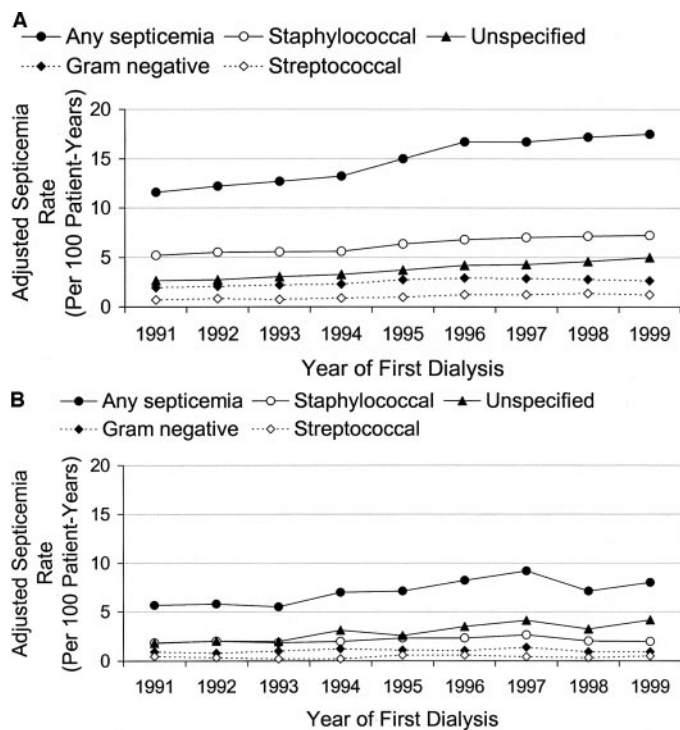 A
Any septicemia Staphylococcal Unspecified
Gram negative Streptococcal
Adjusted Septicemia
Rate
(Per 100 Patient-Years)
20
15
10
5
0
1991 1992 1993 1994 1995 1996 1997 1998 1999
Year of First Dialysis
B
Any septicemia Staphylococcal Unspecified
Gram negative Streptococcal
Adjusted Septicemia
Rate
(Per 100 Patient-Years)
20
15
10
5
0
1991 1992 1993 1994 1995 1996 1997 1998 1999
Year of First Dialysis